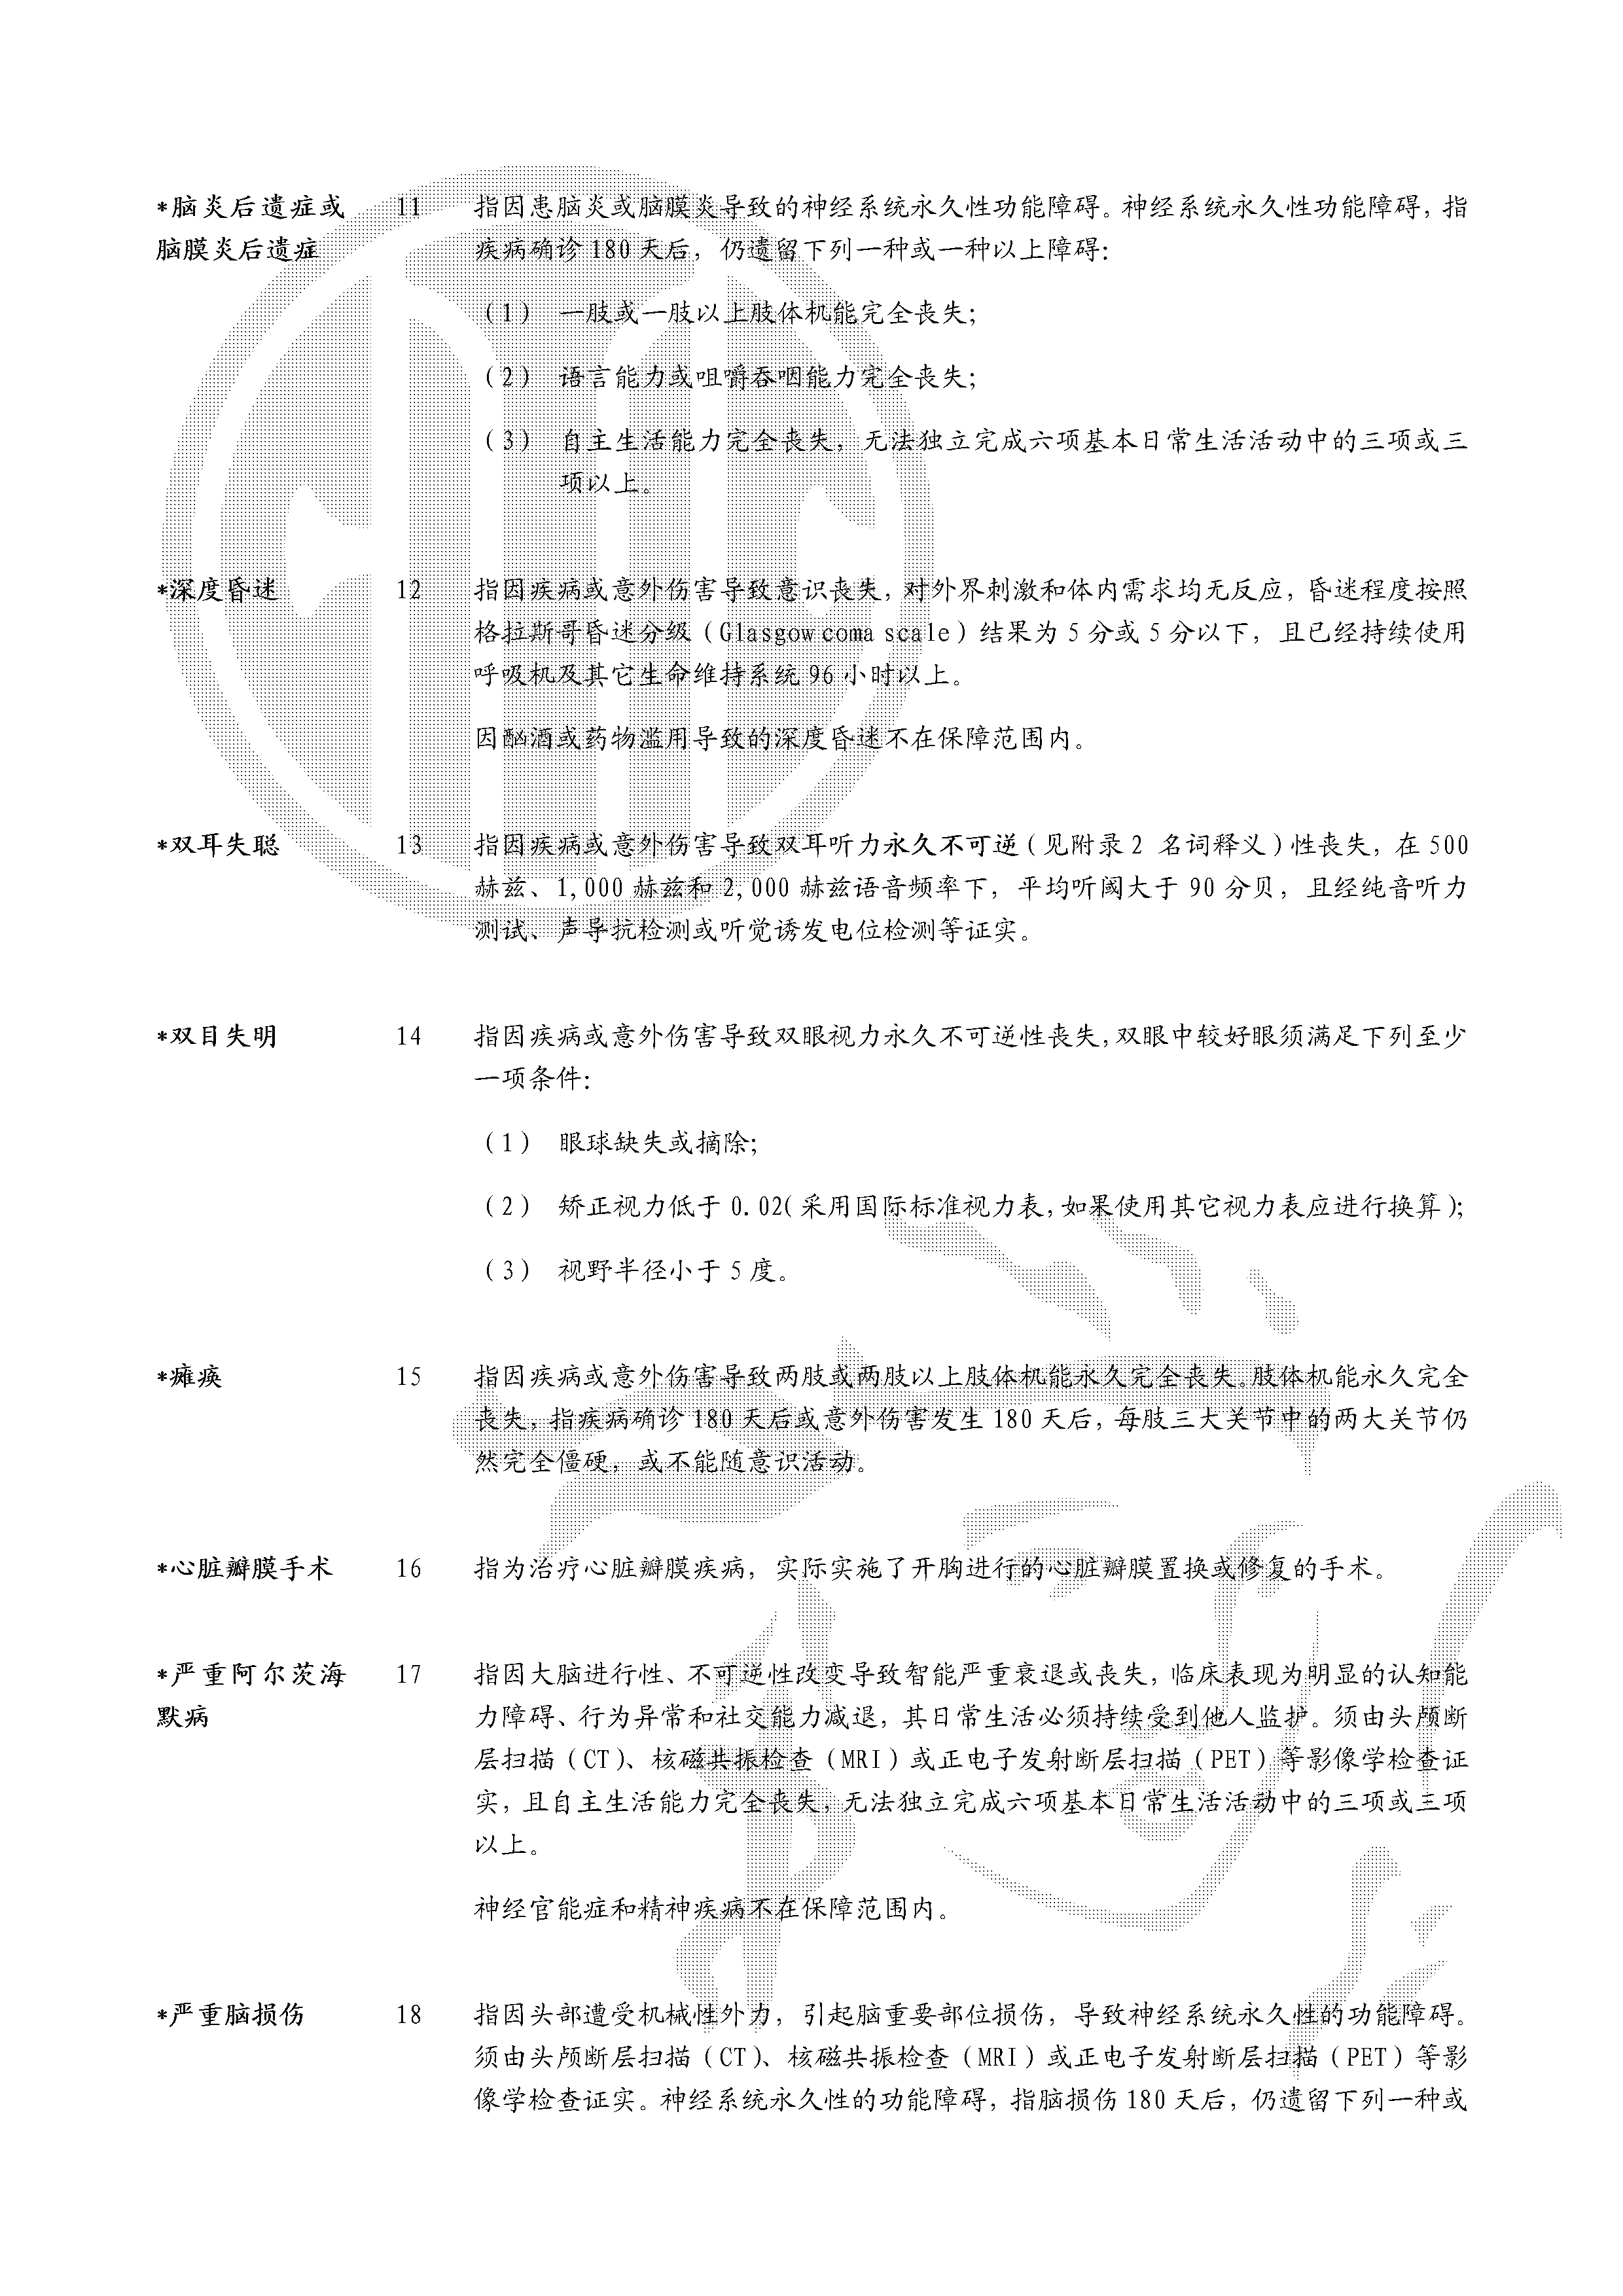 *脑炎后遗症或 11 指因患脑炎或脑膜炎导致的神经系统永久性功能障碍。神经系统永久性功能障碍，指
脑膜炎后遗症 疾病确诊 180 天后，仍遗留下列一种或一种以上障碍：
（1） 一肢或一肢以上肢体机能完全丧失；
（2） 语言能力或咀嚼吞咽能力完全丧失；
（3） 自主生活能力完全丧失，无法独立完成六项基本日常生活活动中的三项或三
项以上。
*深度昏迷 12 指因疾病或意外伤害导致意识丧失，对外界刺激和体内需求均无反应，昏迷程度按照
格拉斯哥昏迷分级（Glasgow coma scale）结果为 5 分或 5 分以下，且已经持续使用
呼吸机及其它生命维持系统 96 小时以上。
因酗酒或药物滥用导致的深度昏迷不在保障范围内。
*双耳失聪 13 指因疾病或意外伤害导致双耳听力永久不可逆（见附录 2 名词释义）性丧失，在 500
赫兹、1,000 赫兹和 2,000 赫兹语音频率下，平均听阈大于 90 分贝，且经纯音听力
测试、声导抗检测或听觉诱发电位检测等证实。
*双目失明 14 指因疾病或意外伤害导致双眼视力永久不可逆性丧失，双眼中较好眼须满足下列至少
一项条件：
（1） 眼球缺失或摘除；
（2） 矫正视力低于 0.02（采用国际标准视力表，如果使用其它视力表应进行换算）；
（3） 视野半径小于 5 度。
*瘫痪 15 指因疾病或意外伤害导致两肢或两肢以上肢体机能永久完全丧失。肢体机能永久完全
丧失，指疾病确诊 180 天后或意外伤害发生 180 天后，每肢三大关节中的两大关节仍
然完全僵硬，或不能随意识活动。
*心脏瓣膜手术 16 指为治疗心脏瓣膜疾病，实际实施了开胸进行的心脏瓣膜置换或修复的手术。
*严重阿尔茨海 17 指因大脑进行性、不可逆性改变导致智能严重衰退或丧失，临床表现为明显的认知能
默病 力障碍、行为异常和社交能力减退，其日常生活必须持续受到他人监护。须由头颅断
层扫描（CT）、核磁共振检查（MRI）或正电子发射断层扫描（PET）等影像学检查证
实，且自主生活能力完全丧失，无法独立完成六项基本日常生活活动中的三项或三项
以上。
神经官能症和精神疾病不在保障范围内。
*严重脑损伤 18 指因头部遭受机械性外力，引起脑重要部位损伤，导致神经系统永久性的功能障碍。
须由头颅断层扫描（CT）、核磁共振检查（MRI）或正电子发射断层扫描（PET）等影
像学检查证实。神经系统永久性的功能障碍，指脑损伤 180 天后，仍遗留下列一种或